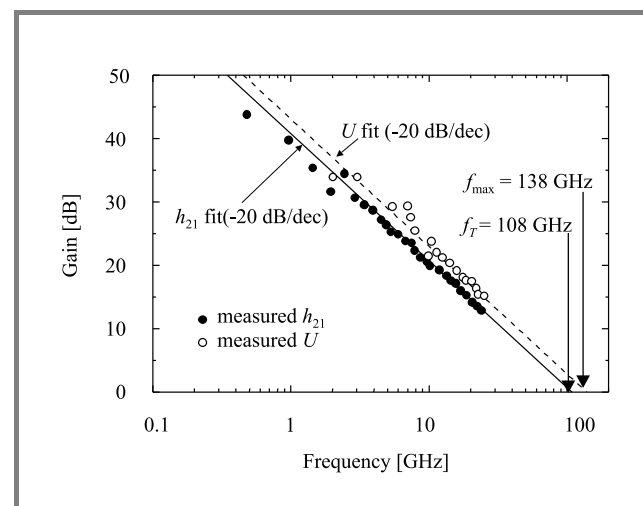 50
40
30
20
10
0
Gain [dB]
U fit (-20 dB/dec)
h21 fit(-20 dB/dec)
fmax = 138 GHz
fT = 108 GHz
measured h21
measured U
0.1 1 10 100
Frequency [GHz]